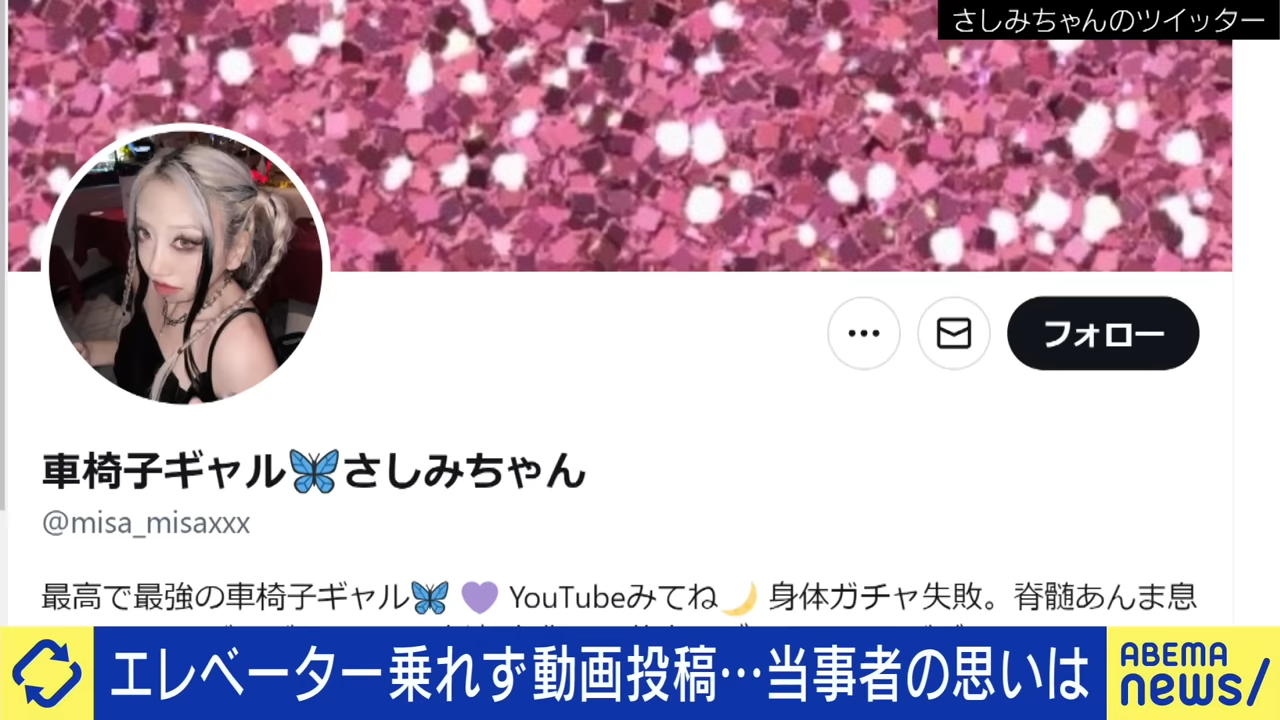 さしみちゃんのツイッター
フォロー
車椅子ギャル🦋さしみちゃん
@misa_misaxxx
最高で最強の車椅子ギャル🦋 💜 YouTubeみてね🌙 身体ガチャ失敗。脊髄あんま息
エレベーター乗れず動画投稿…当事者の思いは
ABEMA
news/